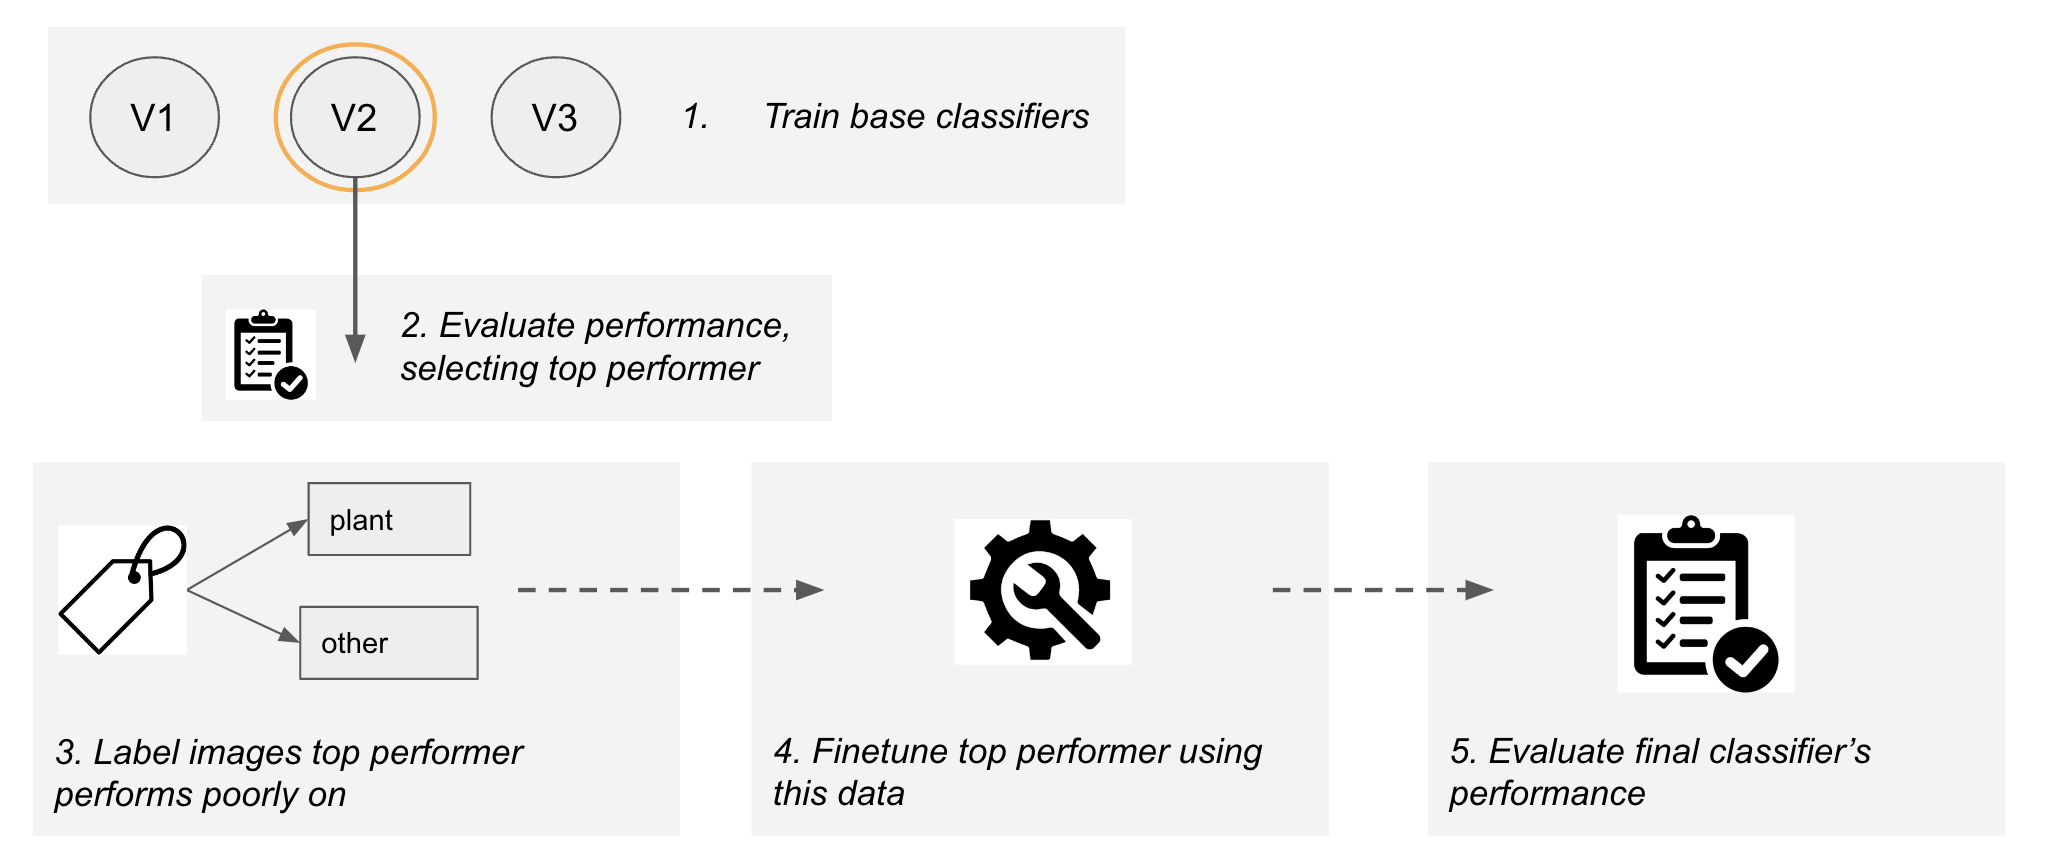 V1
V2
V3
1. Train base classifiers
2. Evaluate performance,
selecting top performer
plant
other
3. Label images top performer
performs poorly on
4. Finetune top performer using
this data
5. Evaluate final classifier’s
performance